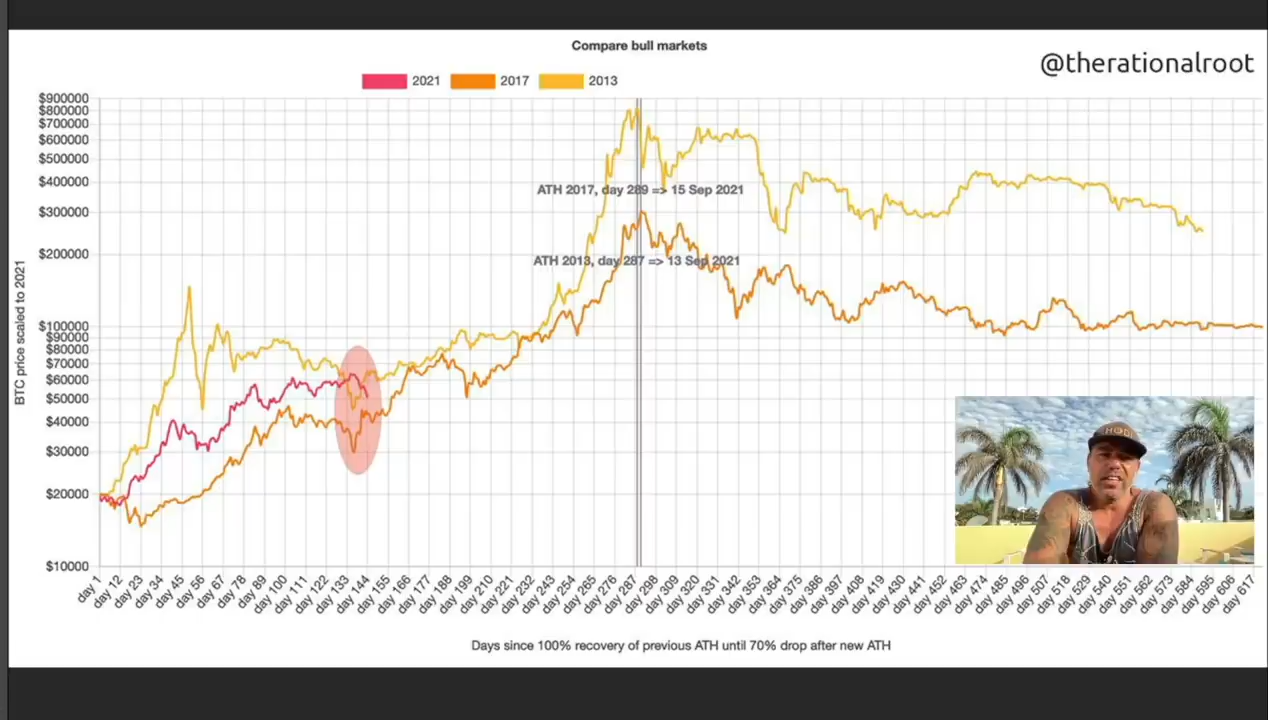 Compare bull markets
@therationalroot
2021 2017 2013
$900000
$800000
$700000
$600000
$500000
$400000
$300000
$200000
$100000
$90000
$80000
$70000
$60000
$50000
$40000
$30000
$20000
$10000
BTC price scaled to 2021
ATH 2017, day 289 => 15 Sep 2021
ATH 2013, day 287 => 13 Sep 2021
HODL
day 1 day 12 day 23 day 34 day 45 day 56 day 67 day 78 day 89 day 100 day 111 day 122 day 133 day 144 day 155 day 166 day 177 day 188 day 199 day 210 day 221 day 232 day 243 day 254 day 265 day 276 day 287 day 298 day 309 day 320 day 331 day 342 day 353 day 364 day 375 day 386 day 397 day 408 day 419 day 430 day 441 day 452 day 463 day 474 day 485 day 496 day 507 day 518 day 529 day 540 day 551 day 562 day 573 day 584 day 595 day 606 day 617
Days since 100% recovery of previous ATH until 70% drop after new ATH